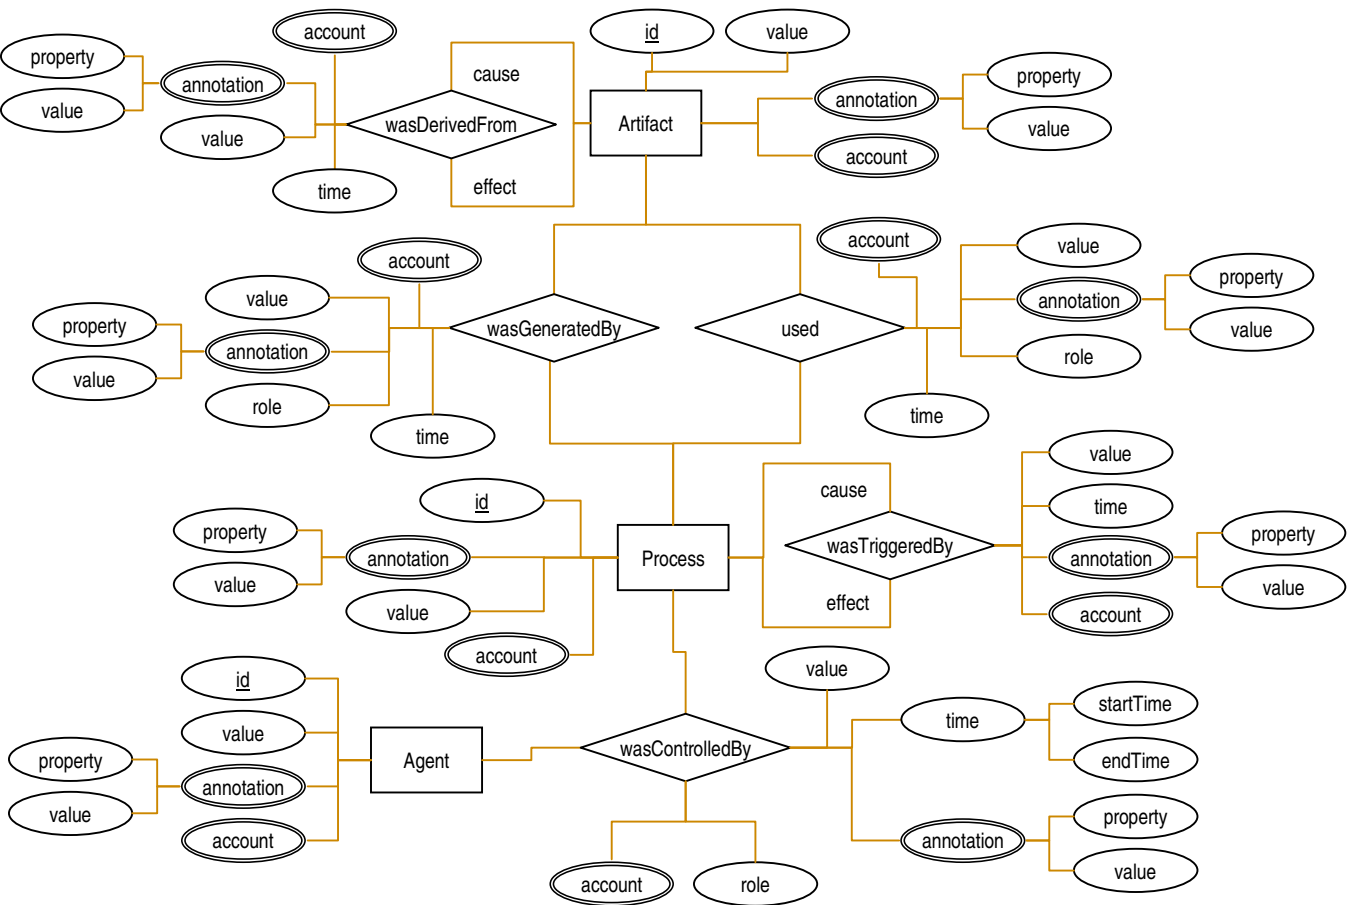 account
id
value
property
annotation
value
value
cause
wasDerivedFrom
effect
time
Artifact
annotation
property
value
account
account
value
property
annotation
value
role
time
wasGeneratedBy
used
account
value
annotation
property
value
role
time
id
property
annotation
value
value
account
Process
cause
wasTriggeredBy
effect
value
time
annotation
property
value
account
id
value
property
annotation
value
account
Agent
wasControlledBy
value
time
startTime
endTime
annotation
property
value
account
role